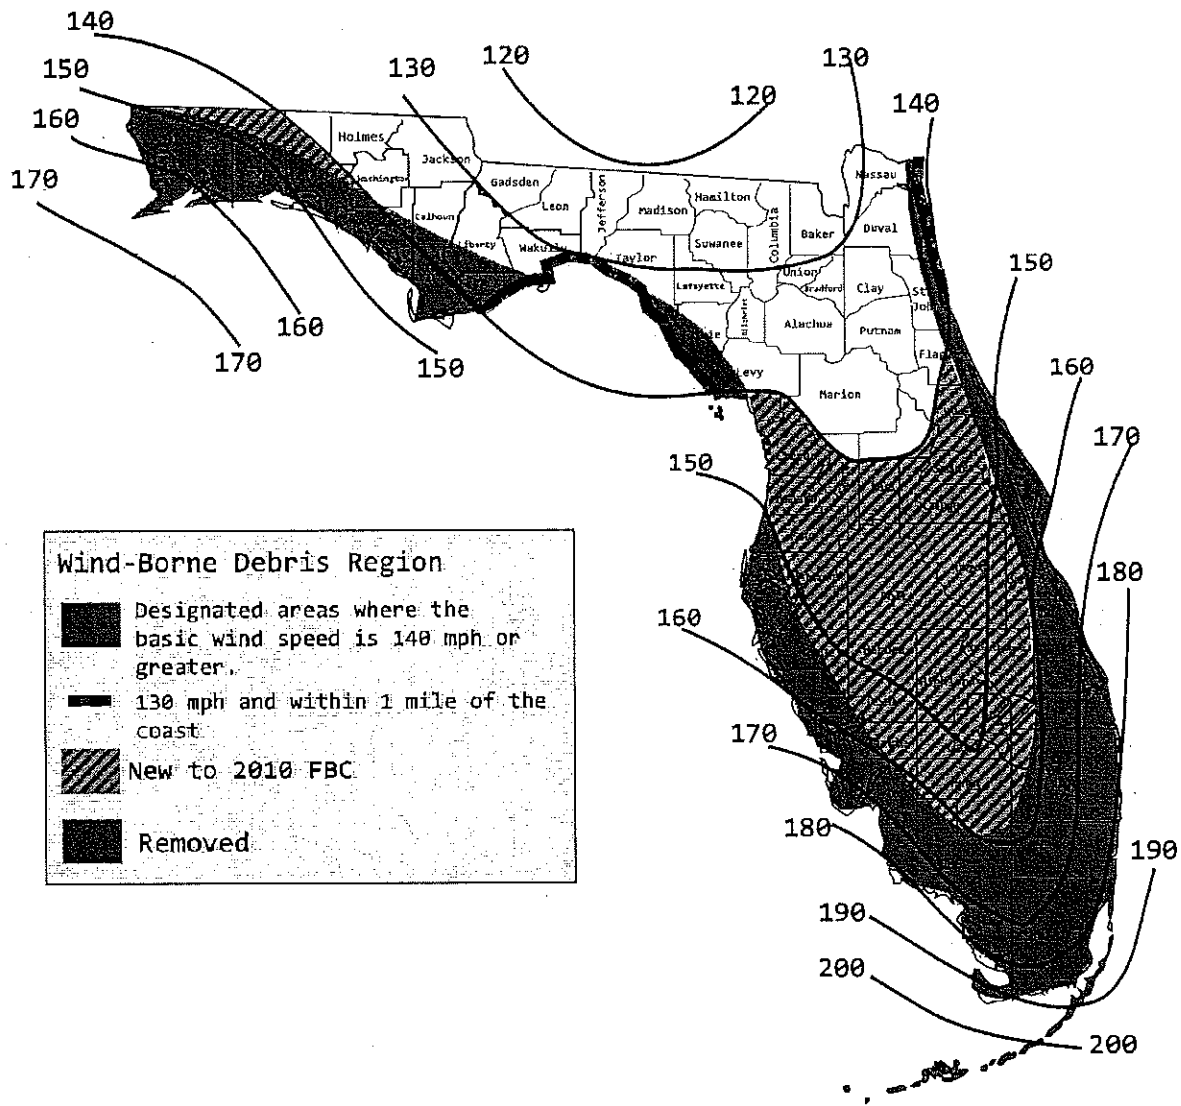 140
150
160
170
130
120
120
130
140
Holmes
Jackson
Washington
Gadsden
Leon
Jefferson
Madison
Hamilton
Columbia
Baker
Nassau
Duval
Calhoun
Liberty
Wakulla
Taylor
Suwanee
Lafayette
Union
Bradford
Clay
St
Joh
Alachua
Putnam
Flag
Levy
Marion
170
160
150
150
160
170
150
160
170
180
180
190
190
200
200
Wind-Borne Debris Region
Designated areas where the
basic wind speed is 140 mph or
greater.
130 mph and within 1 mile of the
coast
New to 2010 FBC
Removed